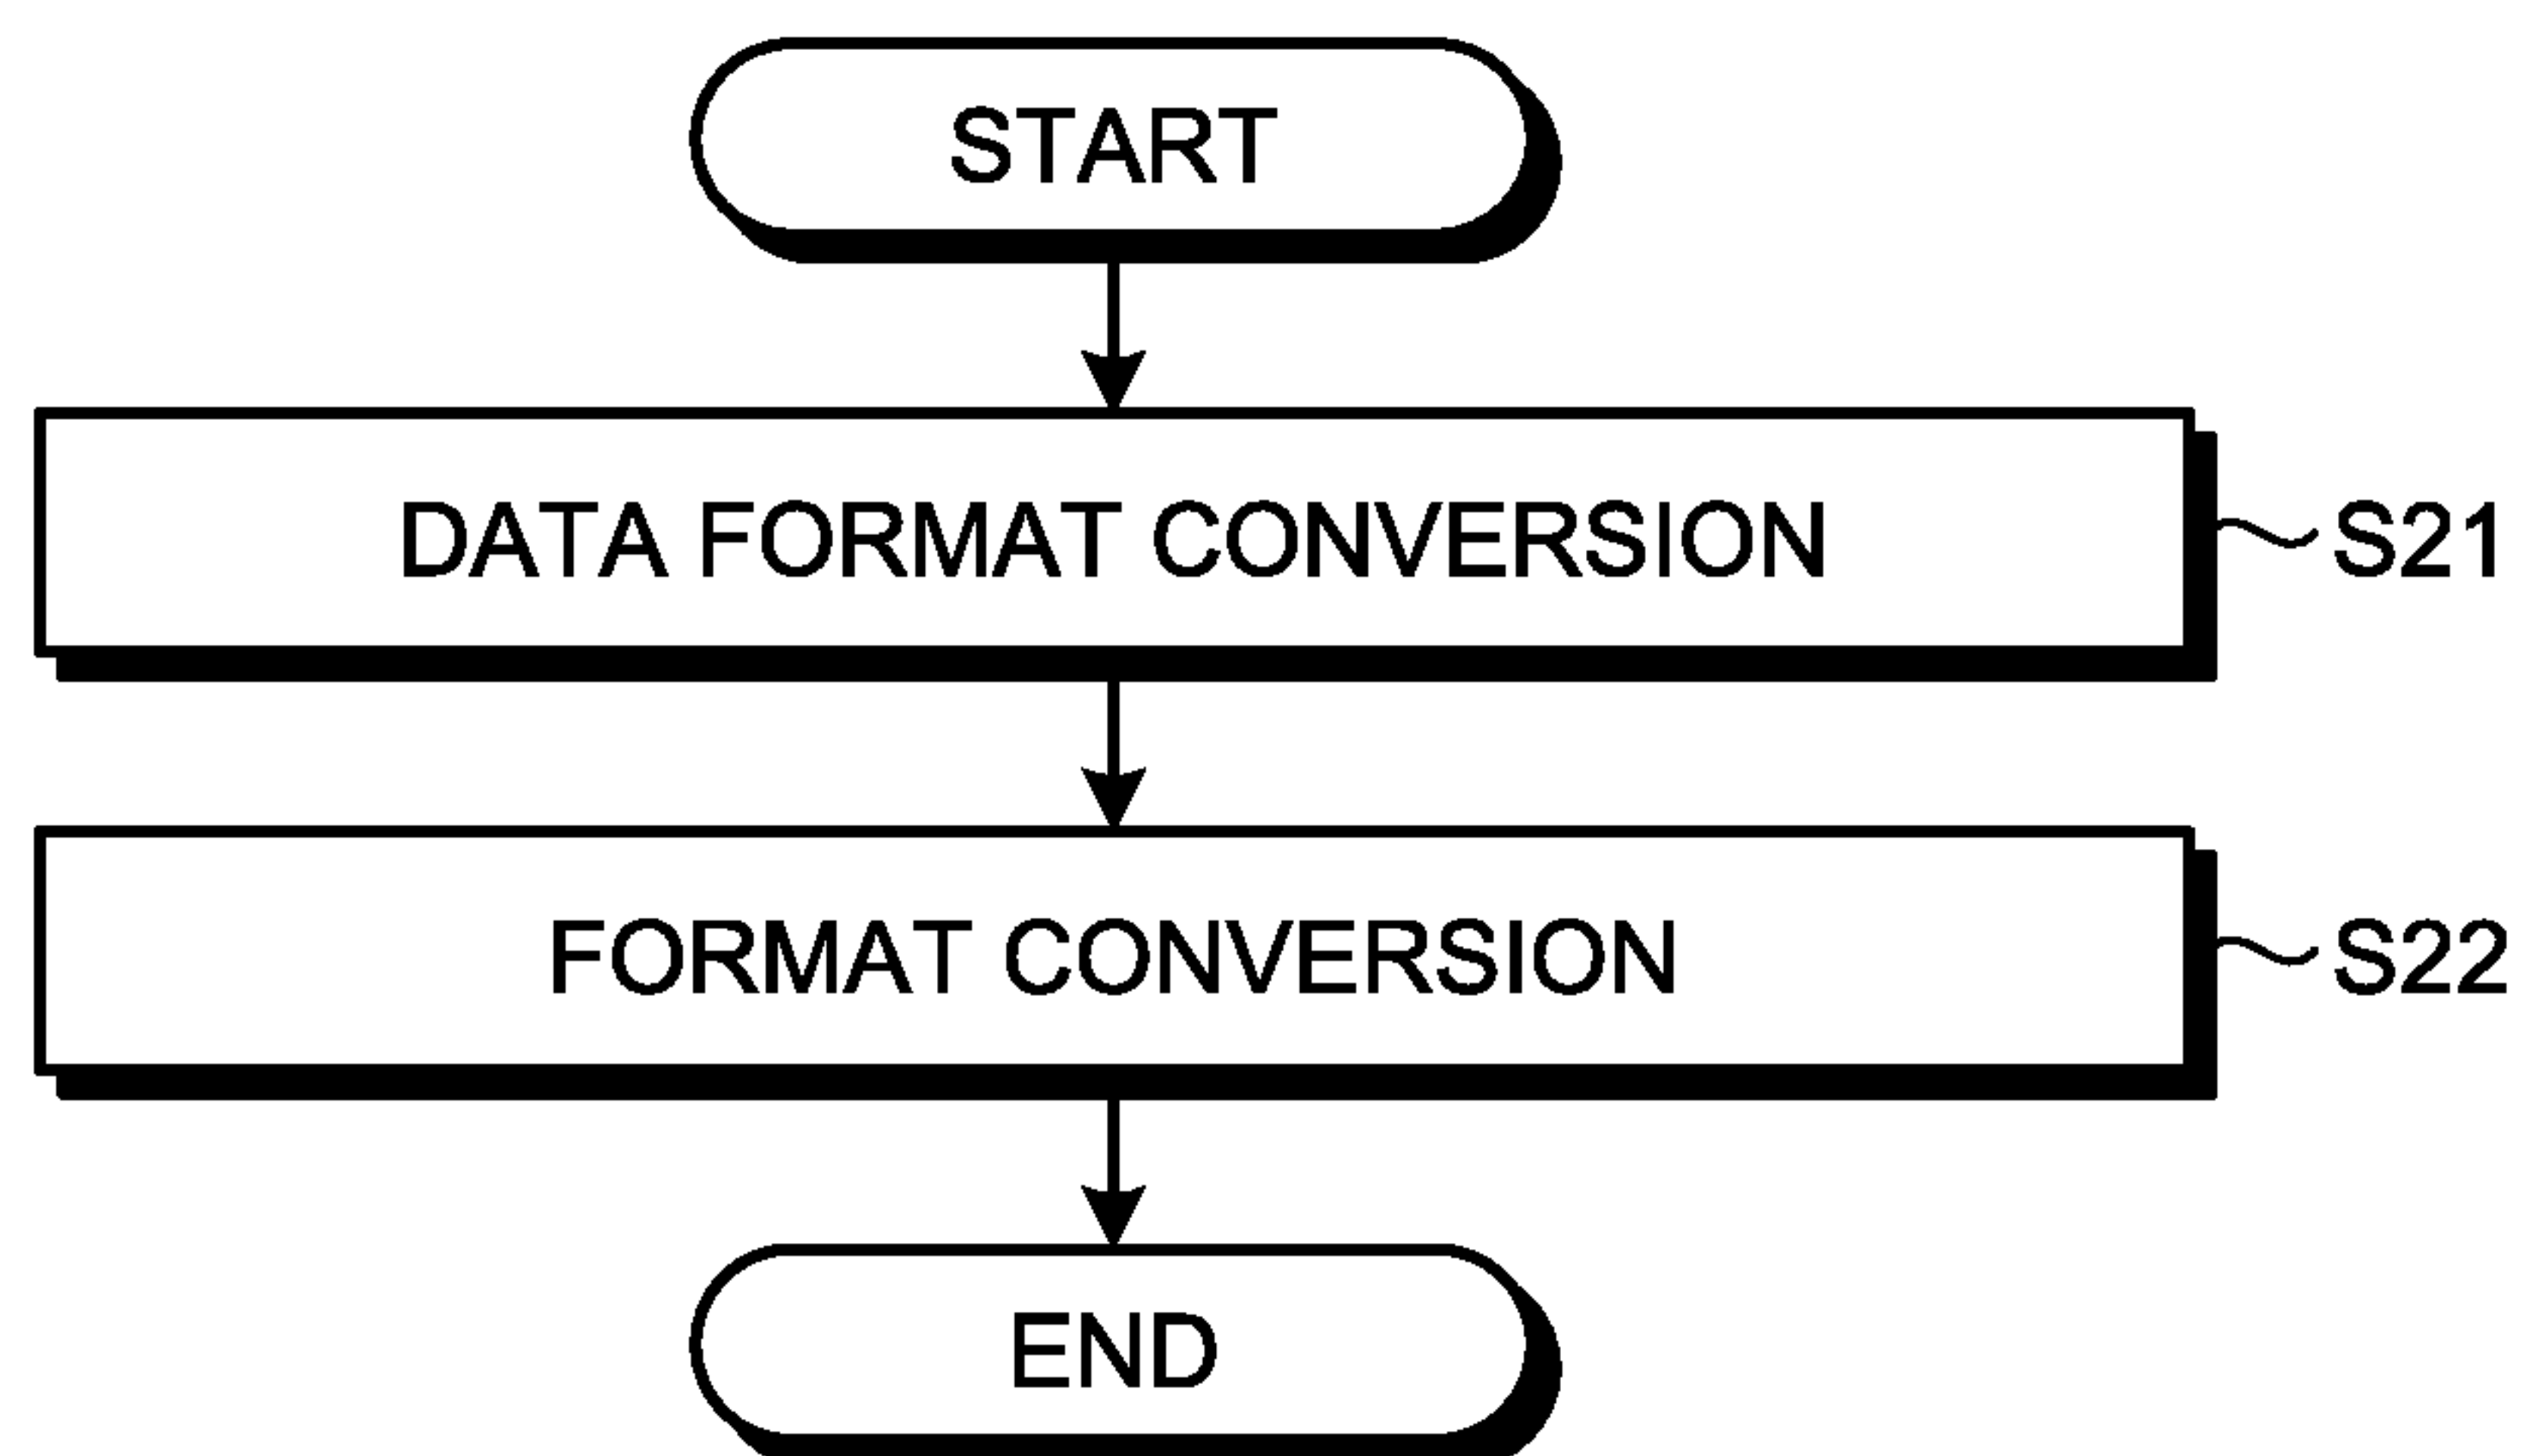 START
DATA FORMAT CONVERSION S21
FORMAT CONVERSION S22
END